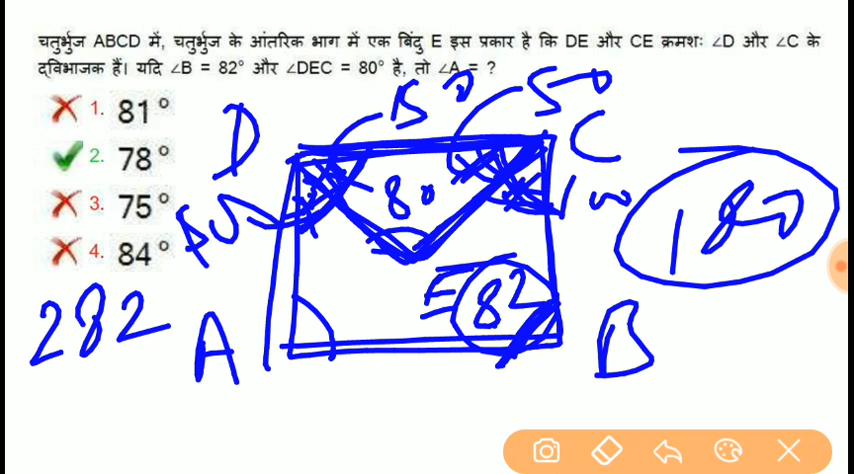 चतुर्भुज ABCD में, चतुर्भुज के आंतरिक भाग में एक बिंदु E इस प्रकार है कि DE और CE क्रमशः ∠D और ∠C के
द्विभाजक हैं। यदि ∠B = 82° और ∠DEC = 80° है, तो ∠A = ?
1. 81°
2. 78°
3. 75°
4. 84°
D
50
C
80
180
282
A
E
82
B